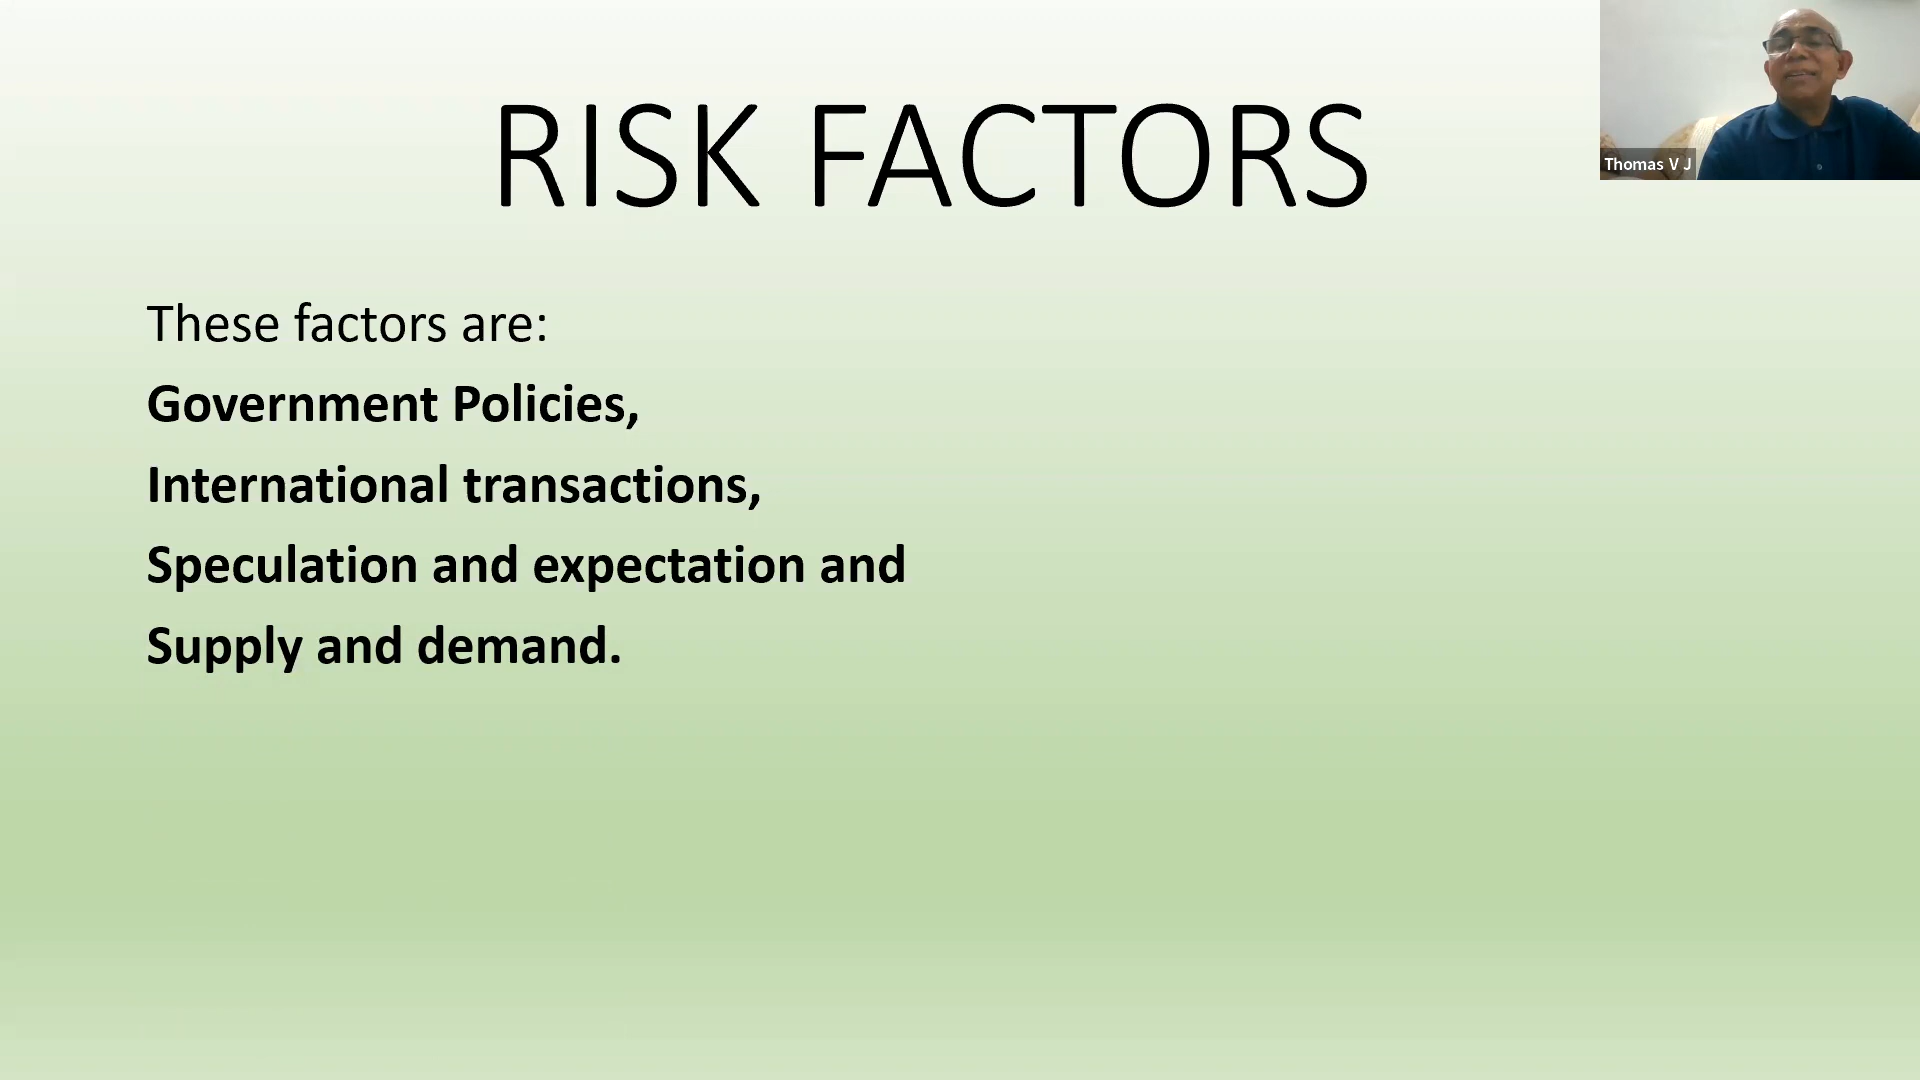 RISK FACTORS
Thomas V J
These factors are:
Government Policies,
International transactions,
Speculation and expectation and
Supply and demand.